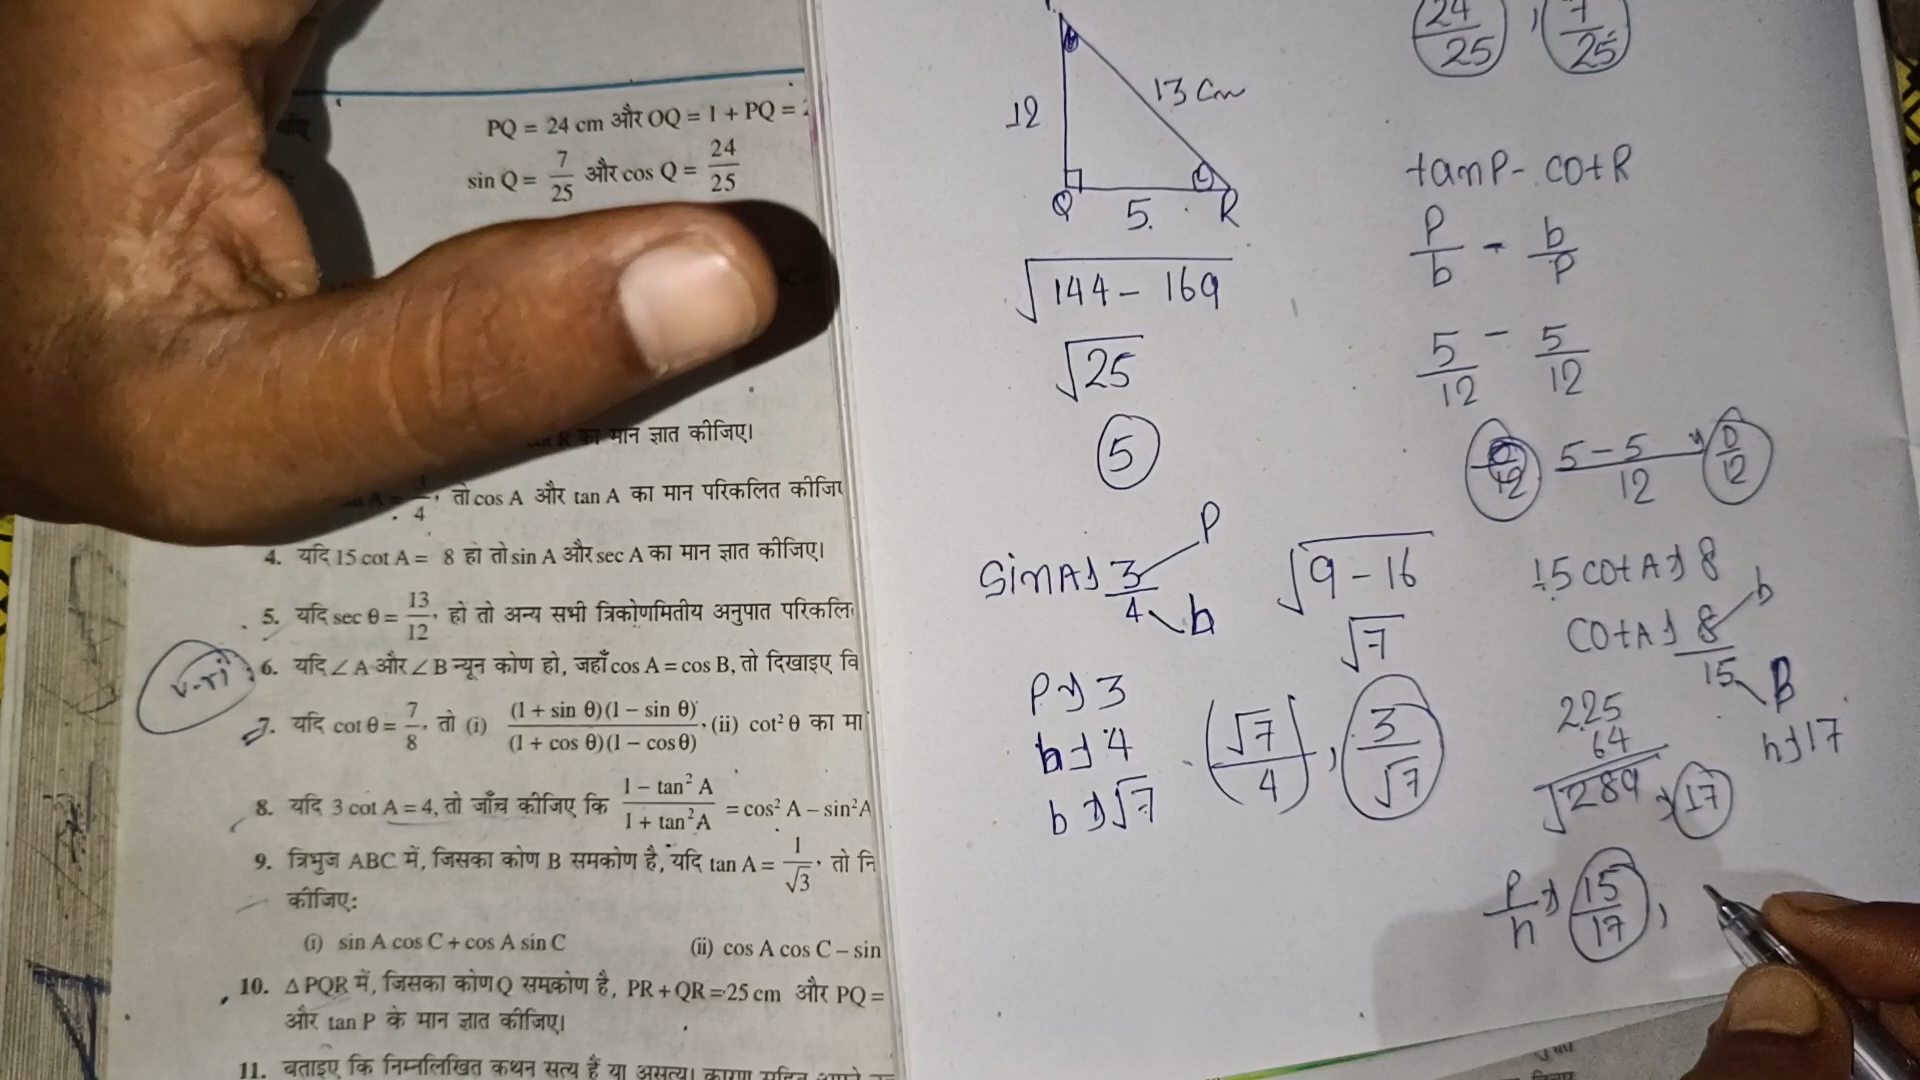 PQ = 24 cm और OQ = 1 + PQ =
sin Q = 7/25 और cos Q = 24/25
का मान ज्ञात कीजिए।
4, तो cos A और tan A का मान परिकलित कीजिए
4. यदि 15 cot A = 8 हो तो sin A और sec A का मान ज्ञात कीजिए।
5. यदि sec θ = 13/12, हो तो अन्य सभी त्रिकोणमितीय अनुपात परिकलि
6. यदि ∠A और ∠B न्यून कोण हो, जहाँ cos A = cos B, तो दिखाइए कि
7. यदि cot θ = 7/8, तो (i) (1 + sin θ)(1 − sin θ)/(1 + cos θ)(1 − cos θ), (ii) cot² θ का मा
8. यदि 3 cot A = 4, तो जाँच कीजिए कि 1 − tan² A/1 + tan² A = cos² A − sin² A
9. त्रिभुज ABC में, जिसका कोण B समकोण है, यदि tan A = 1/√3, तो नि
कीजिए:
(i) sin A cos C + cos A sin C (ii) cos A cos C − sin
10. Δ PQR में, जिसका कोण Q समकोण है, PR + QR = 25 cm और PQ =
और tan P के मान ज्ञात कीजिए।
11. बताइए कि निम्नलिखित कथन सत्य हैं या असत्य। कारण सहित
12
13 cm
Q 5. R
√144 − 169
√25
5
sin A 3/4 P b
√9 − 16
√7
P 3
h 4
b √7
√7/4, 3/√7
24/25, 7/25
tan P - cot R
P/b - b/P
5/12 - 5/12
5 − 5/12 0/12
15 cot A 8
cot A 8/15 b P
225
64
√289 17
h 17
P/h 15/17,